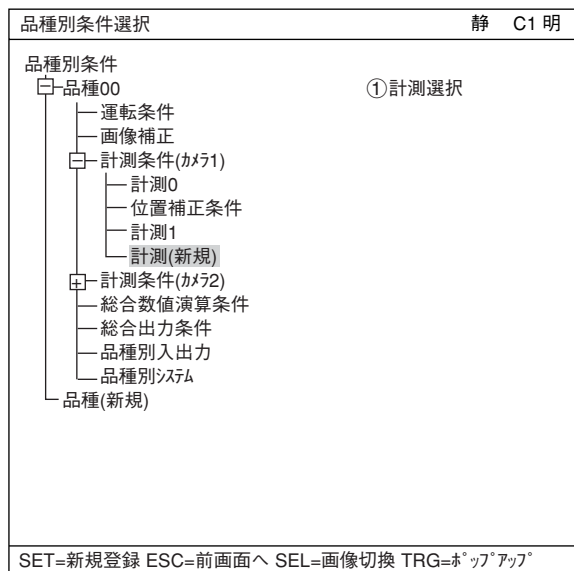 品種別条件選択 静 C1 明
品種別条件
品種00 ①計測選択
運転条件
画像補正
計測条件(ｶﾒﾗ1)
計測0
位置補正条件
計測1
計測(新規)
計測条件(ｶﾒﾗ2)
総合数値演算条件
総合出力条件
品種別入出力
品種別ｼｽﾃﾑ
品種(新規)
SET=新規登録 ESC=前画面へ SEL=画像切換 TRG=ﾎﾟｯﾌﾟｱｯﾌﾟ